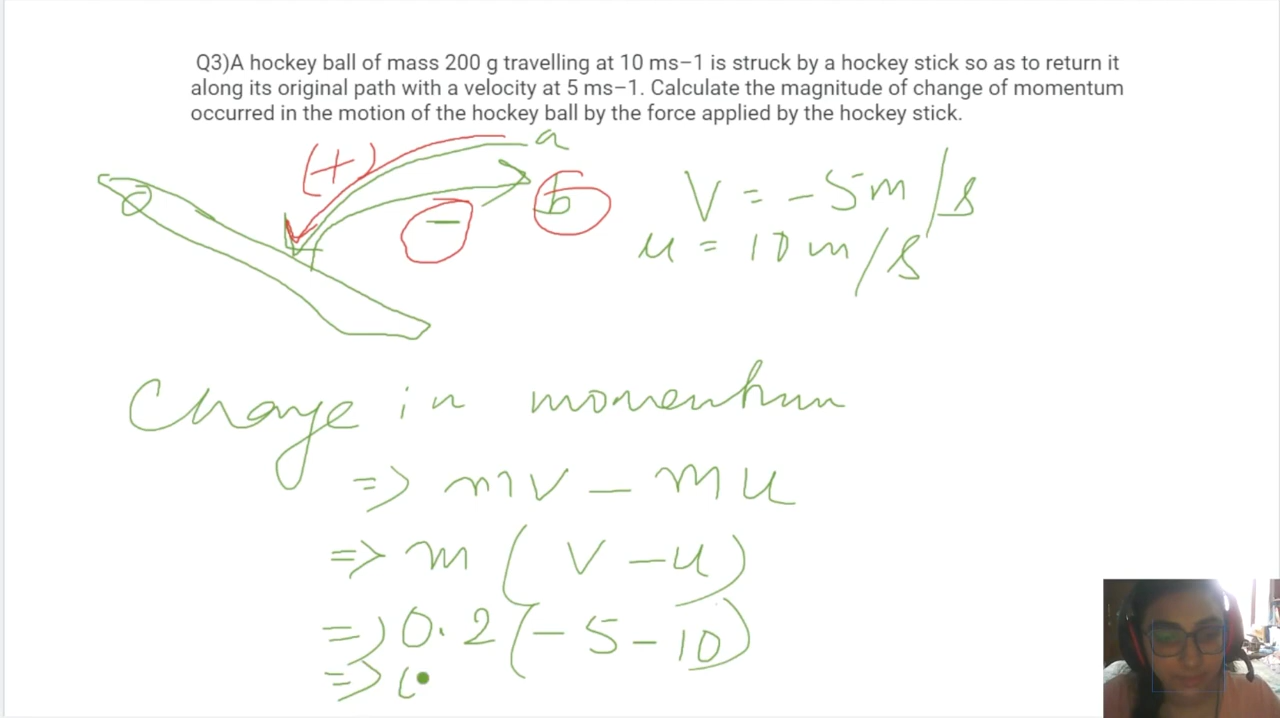 Q3)A hockey ball of mass 200 g travelling at 10 ms−1 is struck by a hockey stick so as to return it
along its original path with a velocity at 5 ms−1. Calculate the magnitude of change of momentum
occurred in the motion of the hockey ball by the force applied by the hockey stick.
(+)
a
−
b
V = -5m/s
u = 10m/s
Change in momentum
=> mv - mu
=> m ( v - u )
=> 0.2 ( - 5 - 10 )
=> (